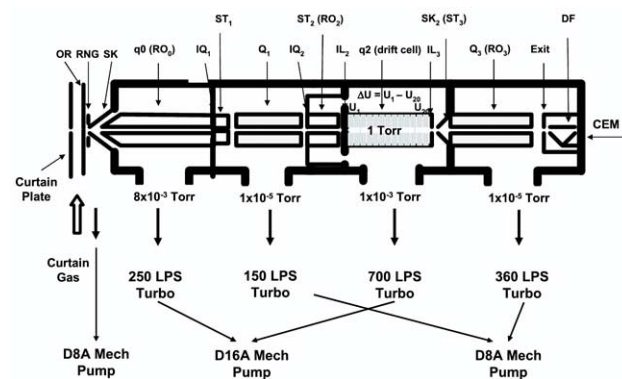 ST₁
ST₂ (RO₂)
SK₂ (ST₃)
DF
OR RNG SK
q0 (RO₀)
IQ₁
Q₁
IQ₂
IL₂
q2 (drift cell)
IL₃
Q₃ (RO₃)
Exit
ΔU = U₁ – U₂₀
U₁
U₂₀
1 Torr
CEM
Curtain
Plate
8x10⁻³ Torr
1x10⁻⁵ Torr
1x10⁻³ Torr
1x10⁻⁵ Torr
Curtain
Gas
250 LPS
Turbo
150 LPS
Turbo
700 LPS
Turbo
360 LPS
Turbo
D8A Mech
Pump
D16A Mech
Pump
D8A Mech
Pump